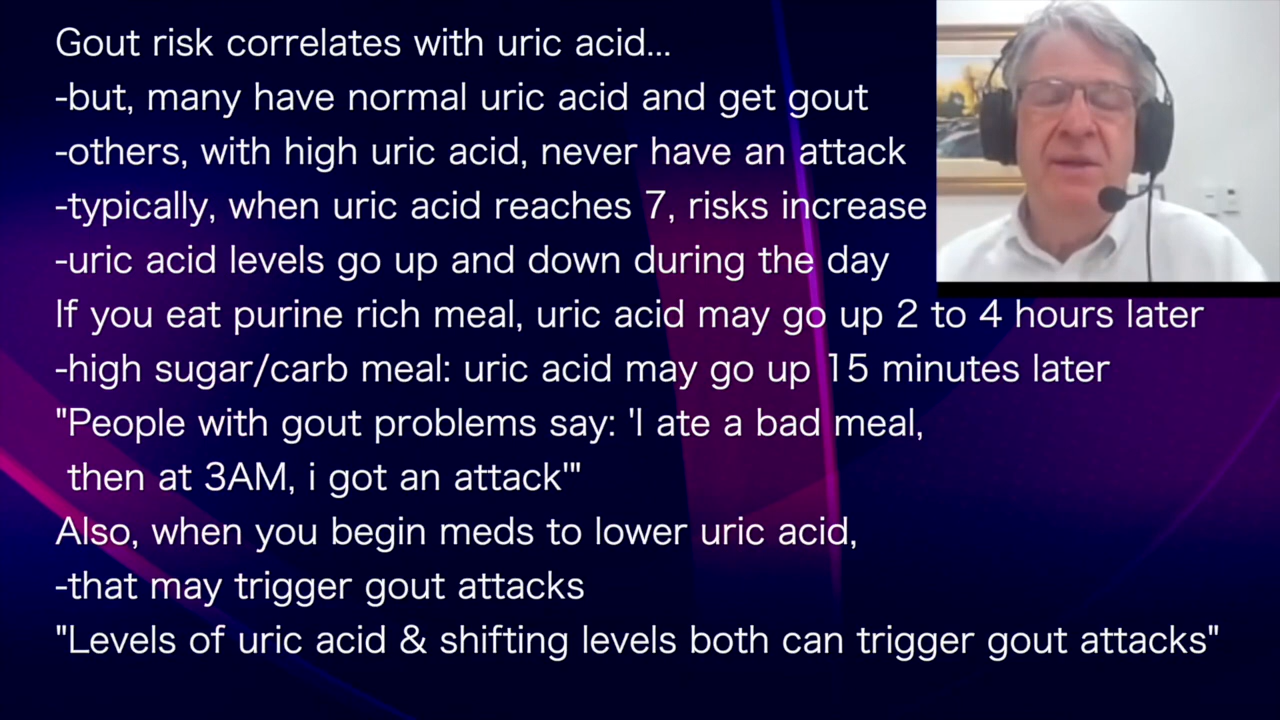 Gout risk correlates with uric acid...
-but, many have normal uric acid and get gout
-others, with high uric acid, never have an attack
-typically, when uric acid reaches 7, risks increase
-uric acid levels go up and down during the day
If you eat purine rich meal, uric acid may go up 2 to 4 hours later
-high sugar/carb meal: uric acid may go up 15 minutes later
"People with gout problems say: 'I ate a bad meal,
then at 3AM, i got an attack'"
Also, when you begin meds to lower uric acid,
-that may trigger gout attacks
"Levels of uric acid & shifting levels both can trigger gout attacks"